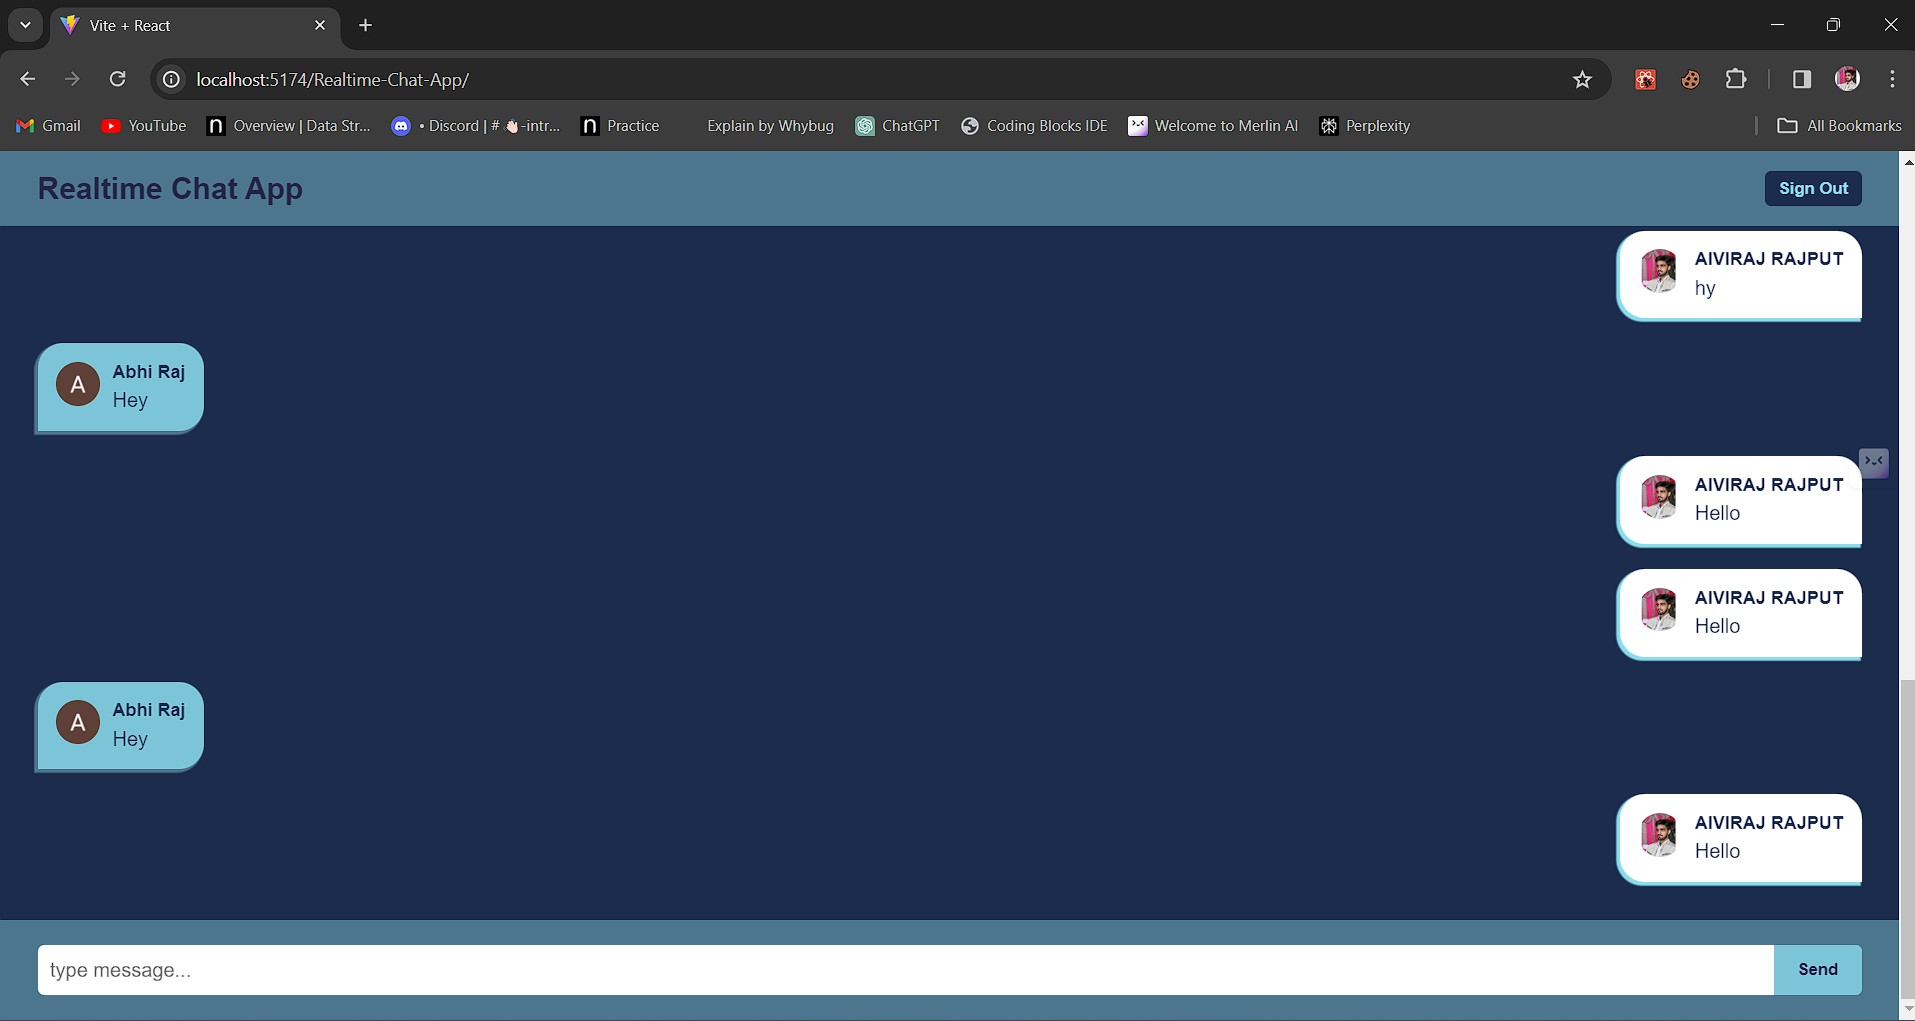 Vite + React
localhost:5174/Realtime-Chat-App/
Gmail
YouTube
Overview | Data Str...
• Discord | # 👋🏻-intr...
Practice
Explain by Whybug
ChatGPT
Coding Blocks IDE
Welcome to Merlin AI
Perplexity
All Bookmarks
Realtime Chat App
Sign Out
AIVIRAJ RAJPUT
hy
A
Abhi Raj
Hey
AIVIRAJ RAJPUT
Hello
AIVIRAJ RAJPUT
Hello
A
Abhi Raj
Hey
AIVIRAJ RAJPUT
Hello
type message...
Send